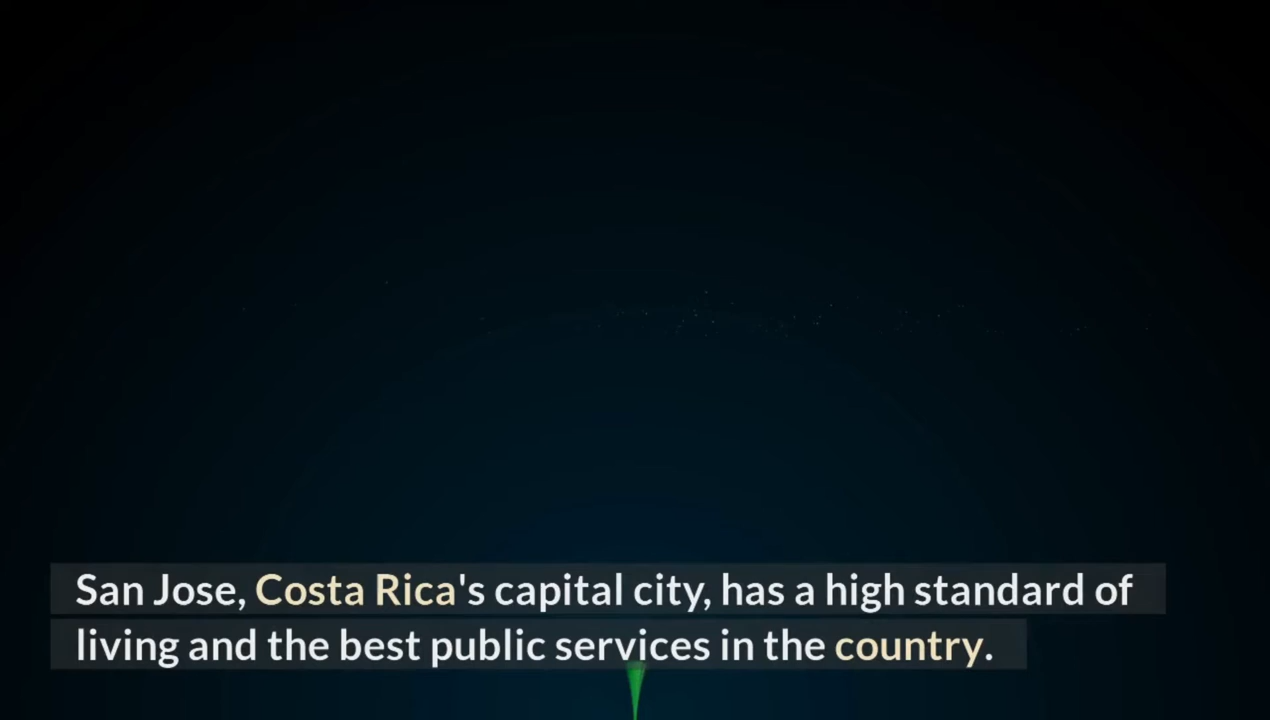 San Jose, Costa Rica's capital city, has a high standard of
living and the best public services in the country.